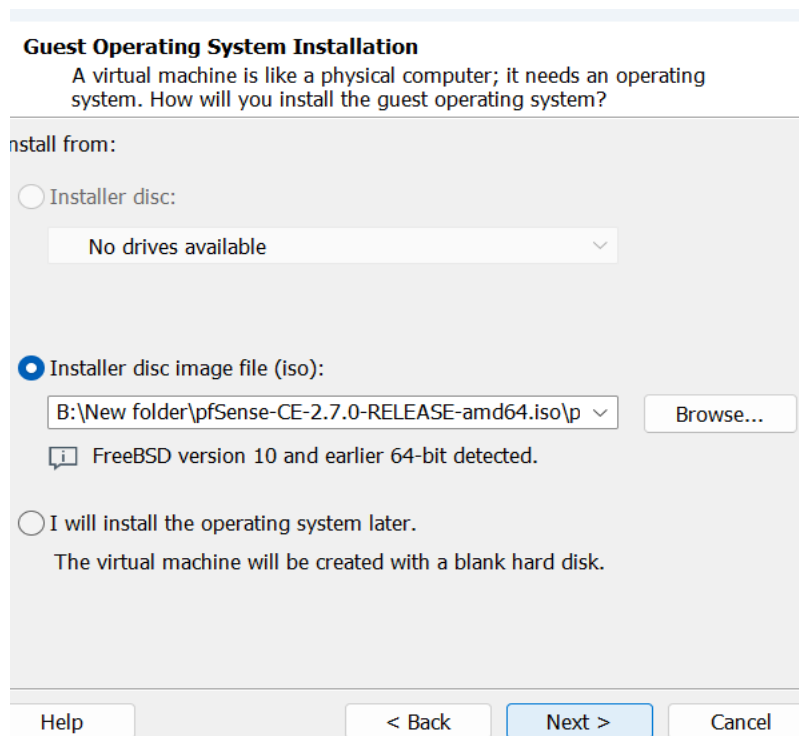 Guest Operating System Installation
A virtual machine is like a physical computer; it needs an operating
system. How will you install the guest operating system?
nstall from:
Installer disc:
No drives available
Installer disc image file (iso):
B:\New folder\pfSense-CE-2.7.0-RELEASE-amd64.iso\p
Browse...
FreeBSD version 10 and earlier 64-bit detected.
I will install the operating system later.
The virtual machine will be created with a blank hard disk.
Help
< Back
Next >
Cancel